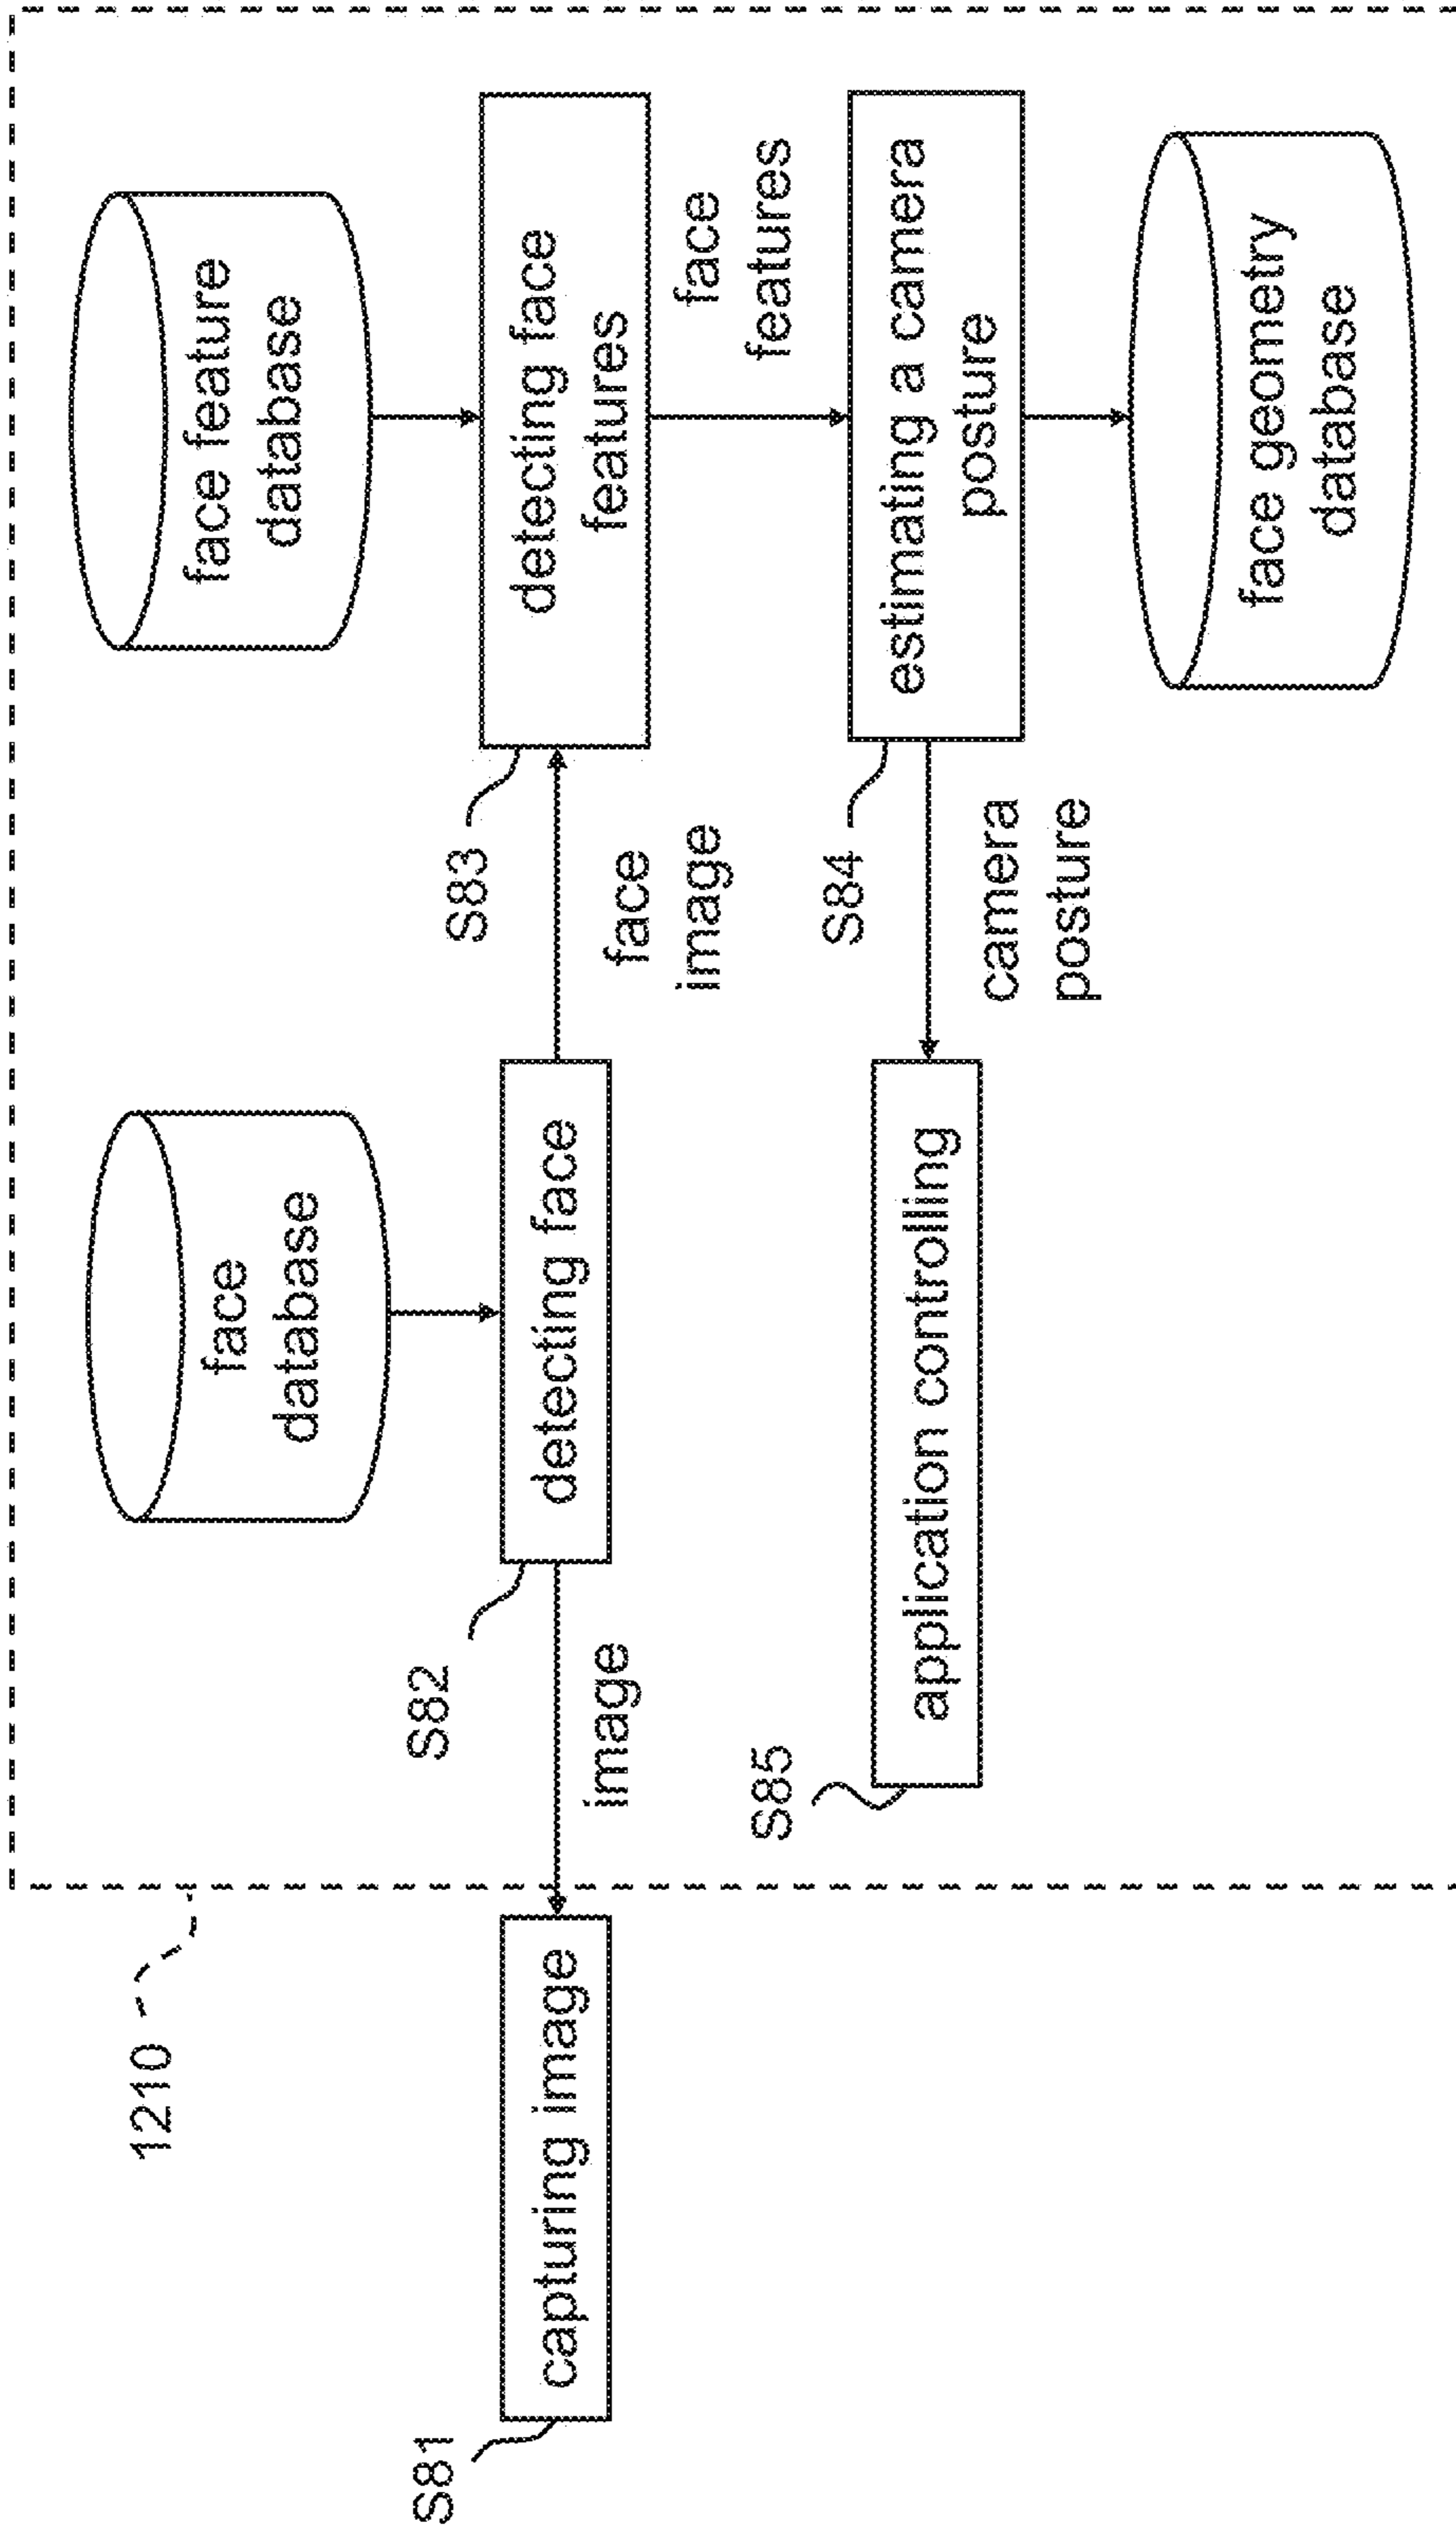 1210
face
database
face feature
database
S81
capturing image
image
S82
detecting face
face
image
S83
detecting face
features
face
features
S85
application controlling
camera
posture
S84
estimating a camera
posture
face geometry
database